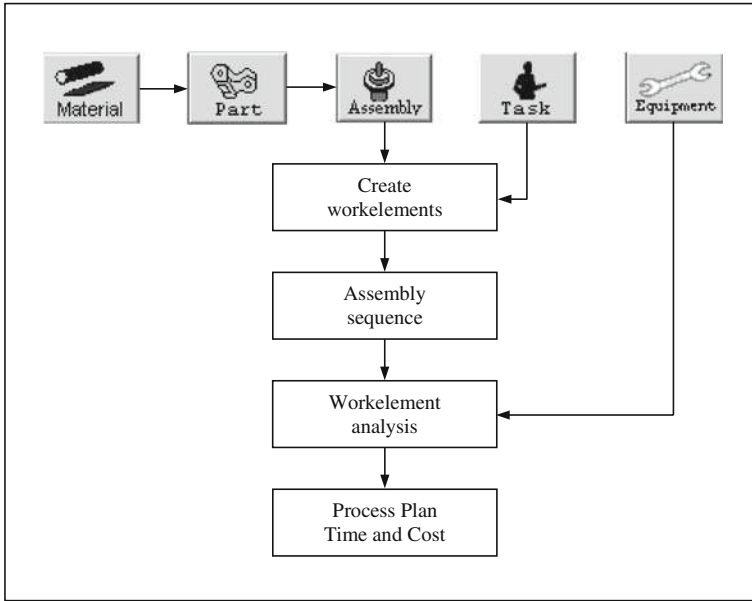 Material
Part
Assembly
Task
Equipment
Create
workelements
Assembly
sequence
Workelement
analysis
Process Plan
Time and Cost